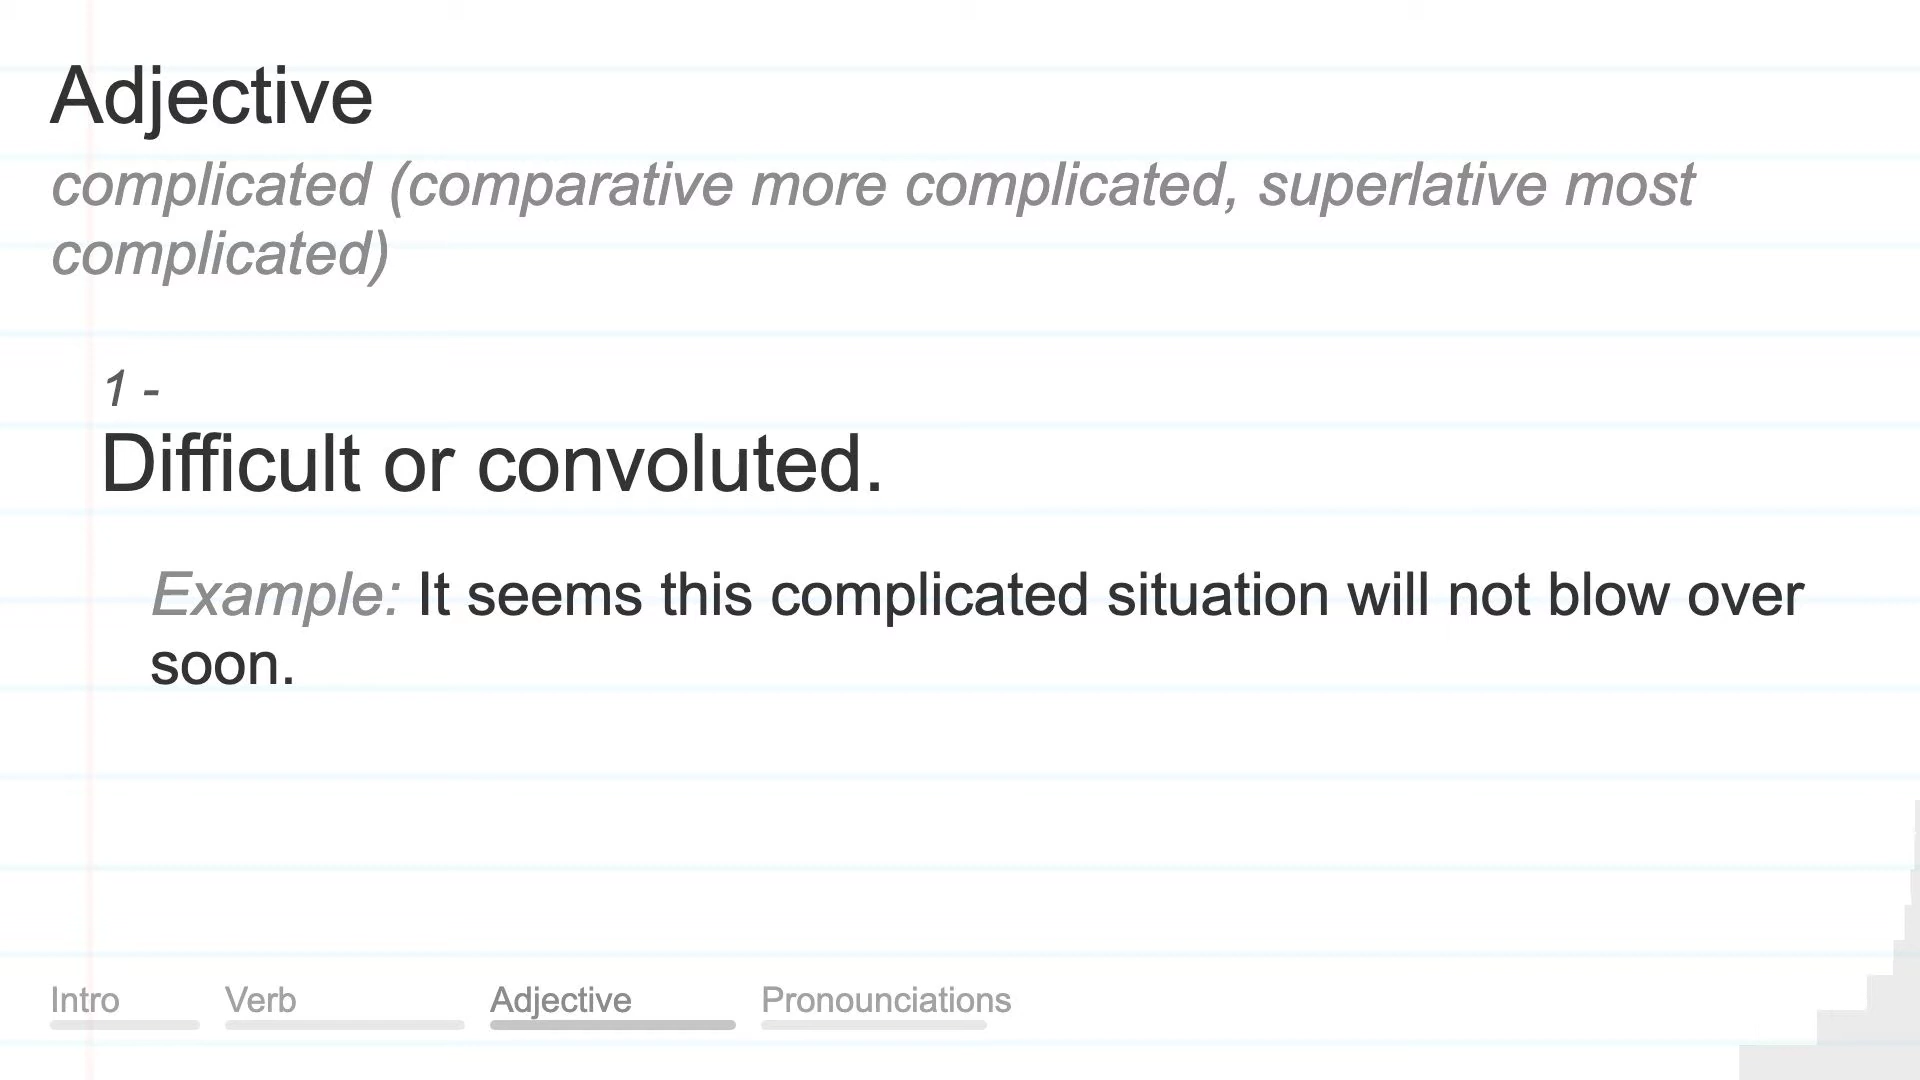 Adjective
complicated (comparative more complicated, superlative most
complicated)
1 -
Difficult or convoluted.
Example: It seems this complicated situation will not blow over
soon.
Intro Verb Adjective Pronounciations